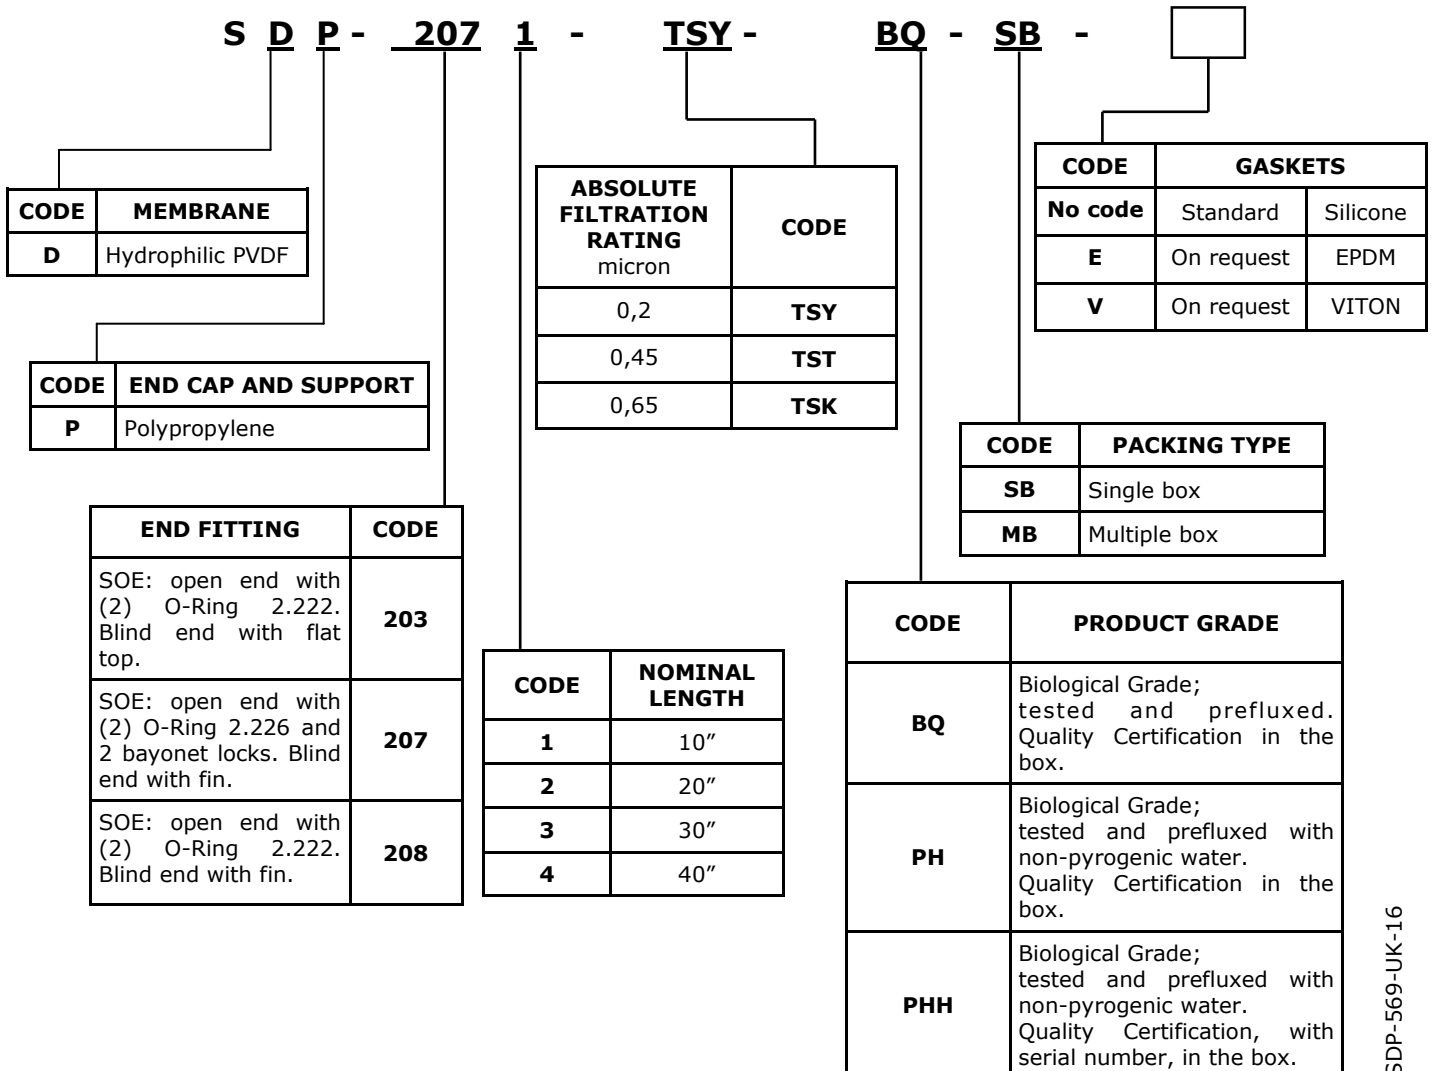 S D P - 207 1 - TSY - BQ - SB -
CODE MEMBRANE
D Hydrophilic PVDF
CODE END CAP AND SUPPORT
P Polypropylene
END FITTING CODE
SOE: open end with
(2) O-Ring 2.222.
Blind end with flat
top.
203
SOE: open end with
(2) O-Ring 2.226 and
2 bayonet locks. Blind
end with fin.
207
SOE: open end with
(2) O-Ring 2.222.
Blind end with fin.
208
CODE NOMINAL
LENGTH
1 10″
2 20″
3 30″
4 40″
ABSOLUTE
FILTRATION
RATING
micron
CODE
0,2 TSY
0,45 TST
0,65 TSK
CODE GASKETS
No code Standard Silicone
E On request EPDM
V On request VITON
CODE PACKING TYPE
SB Single box
MB Multiple box
CODE PRODUCT GRADE
BQ
Biological Grade;
tested and prefluxed.
Quality Certification in the
box.
PH
Biological Grade;
tested and prefluxed with
non-pyrogenic water.
Quality Certification in the
box.
PHH
Biological Grade;
tested and prefluxed with
non-pyrogenic water.
Quality Certification, with
serial number, in the box.
SDP-569-UK-16